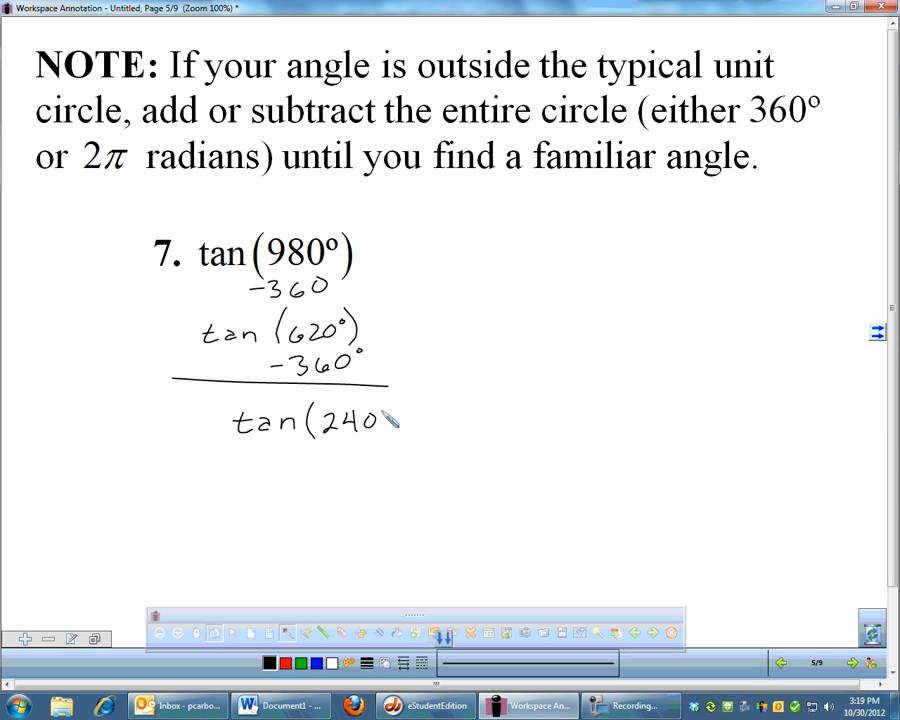 Workspace Annotation - Untitled, Page 5/9 (Zoom 100%) *
NOTE: If your angle is outside the typical unit
circle, add or subtract the entire circle (either 360º
or 2π radians) until you find a familiar angle.
7. tan(980º)
-360
tan (620°)
-360°
tan(240
5/9
Inbox - pcarbo... Document1 - ... eStudentEdition Workspace An... Recording...
3:19 PM
10/30/2012